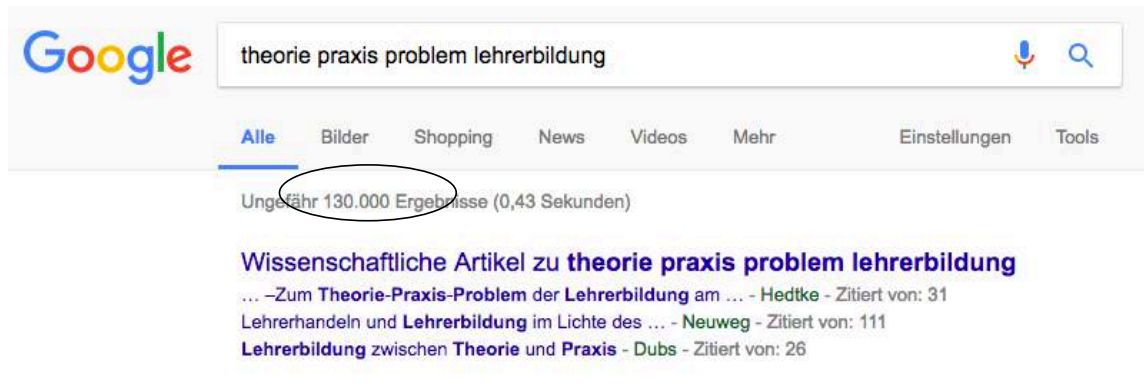 Google theorie praxis problem lehrerbildung
Alle Bilder Shopping News Videos Mehr Einstellungen Tools
Ungefähr 130.000 Ergebnisse (0,43 Sekunden)
Wissenschaftliche Artikel zu theorie praxis problem lehrerbildung
... –Zum Theorie-Praxis-Problem der Lehrerbildung am ... - Hedtke - Zitiert von: 31
Lehrerhandeln und Lehrerbildung im Lichte des ... - Neuweg - Zitiert von: 111
Lehrerbildung zwischen Theorie und Praxis - Dubs - Zitiert von: 26